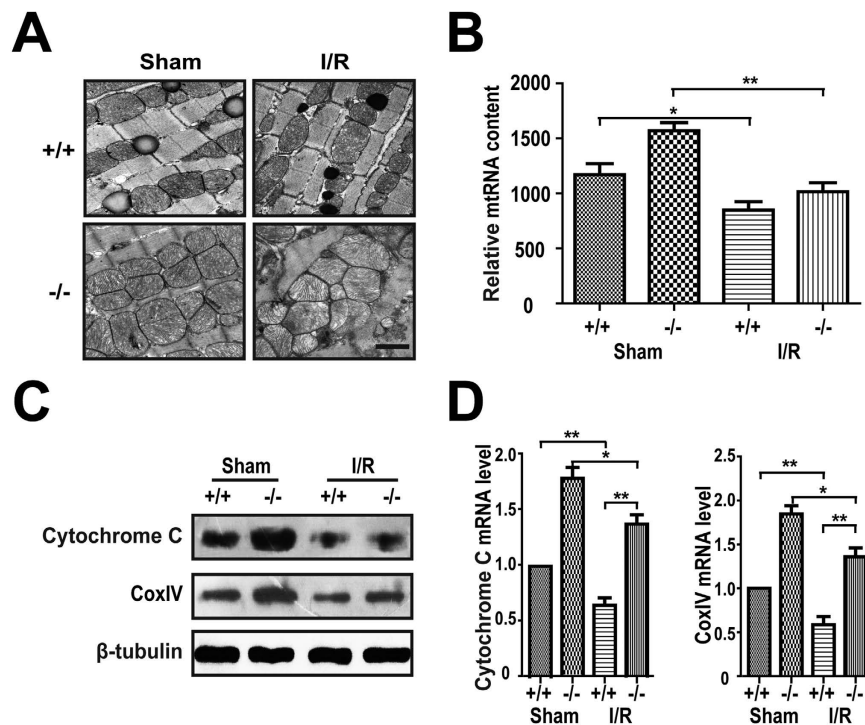 A
Sham I/R
+/+
-/-
B
Relative mtRNA content
2000
1500
1000
500
0
* **
+/+ -/- +/+ -/-
Sham I/R
C
Sham I/R
+/+ -/- +/+ -/-
Cytochrome C
CoxIV
β-tubulin
D
Cytochrome C mRNA level
2.0
1.5
1.0
0.5
0
**
*
**
+/+ -/- +/+ -/-
Sham I/R
CoxIV mRNA level
2.5
2.0
1.5
1.0
0.5
0
**
*
**
+/+ -/- +/+ -/-
Sham I/R